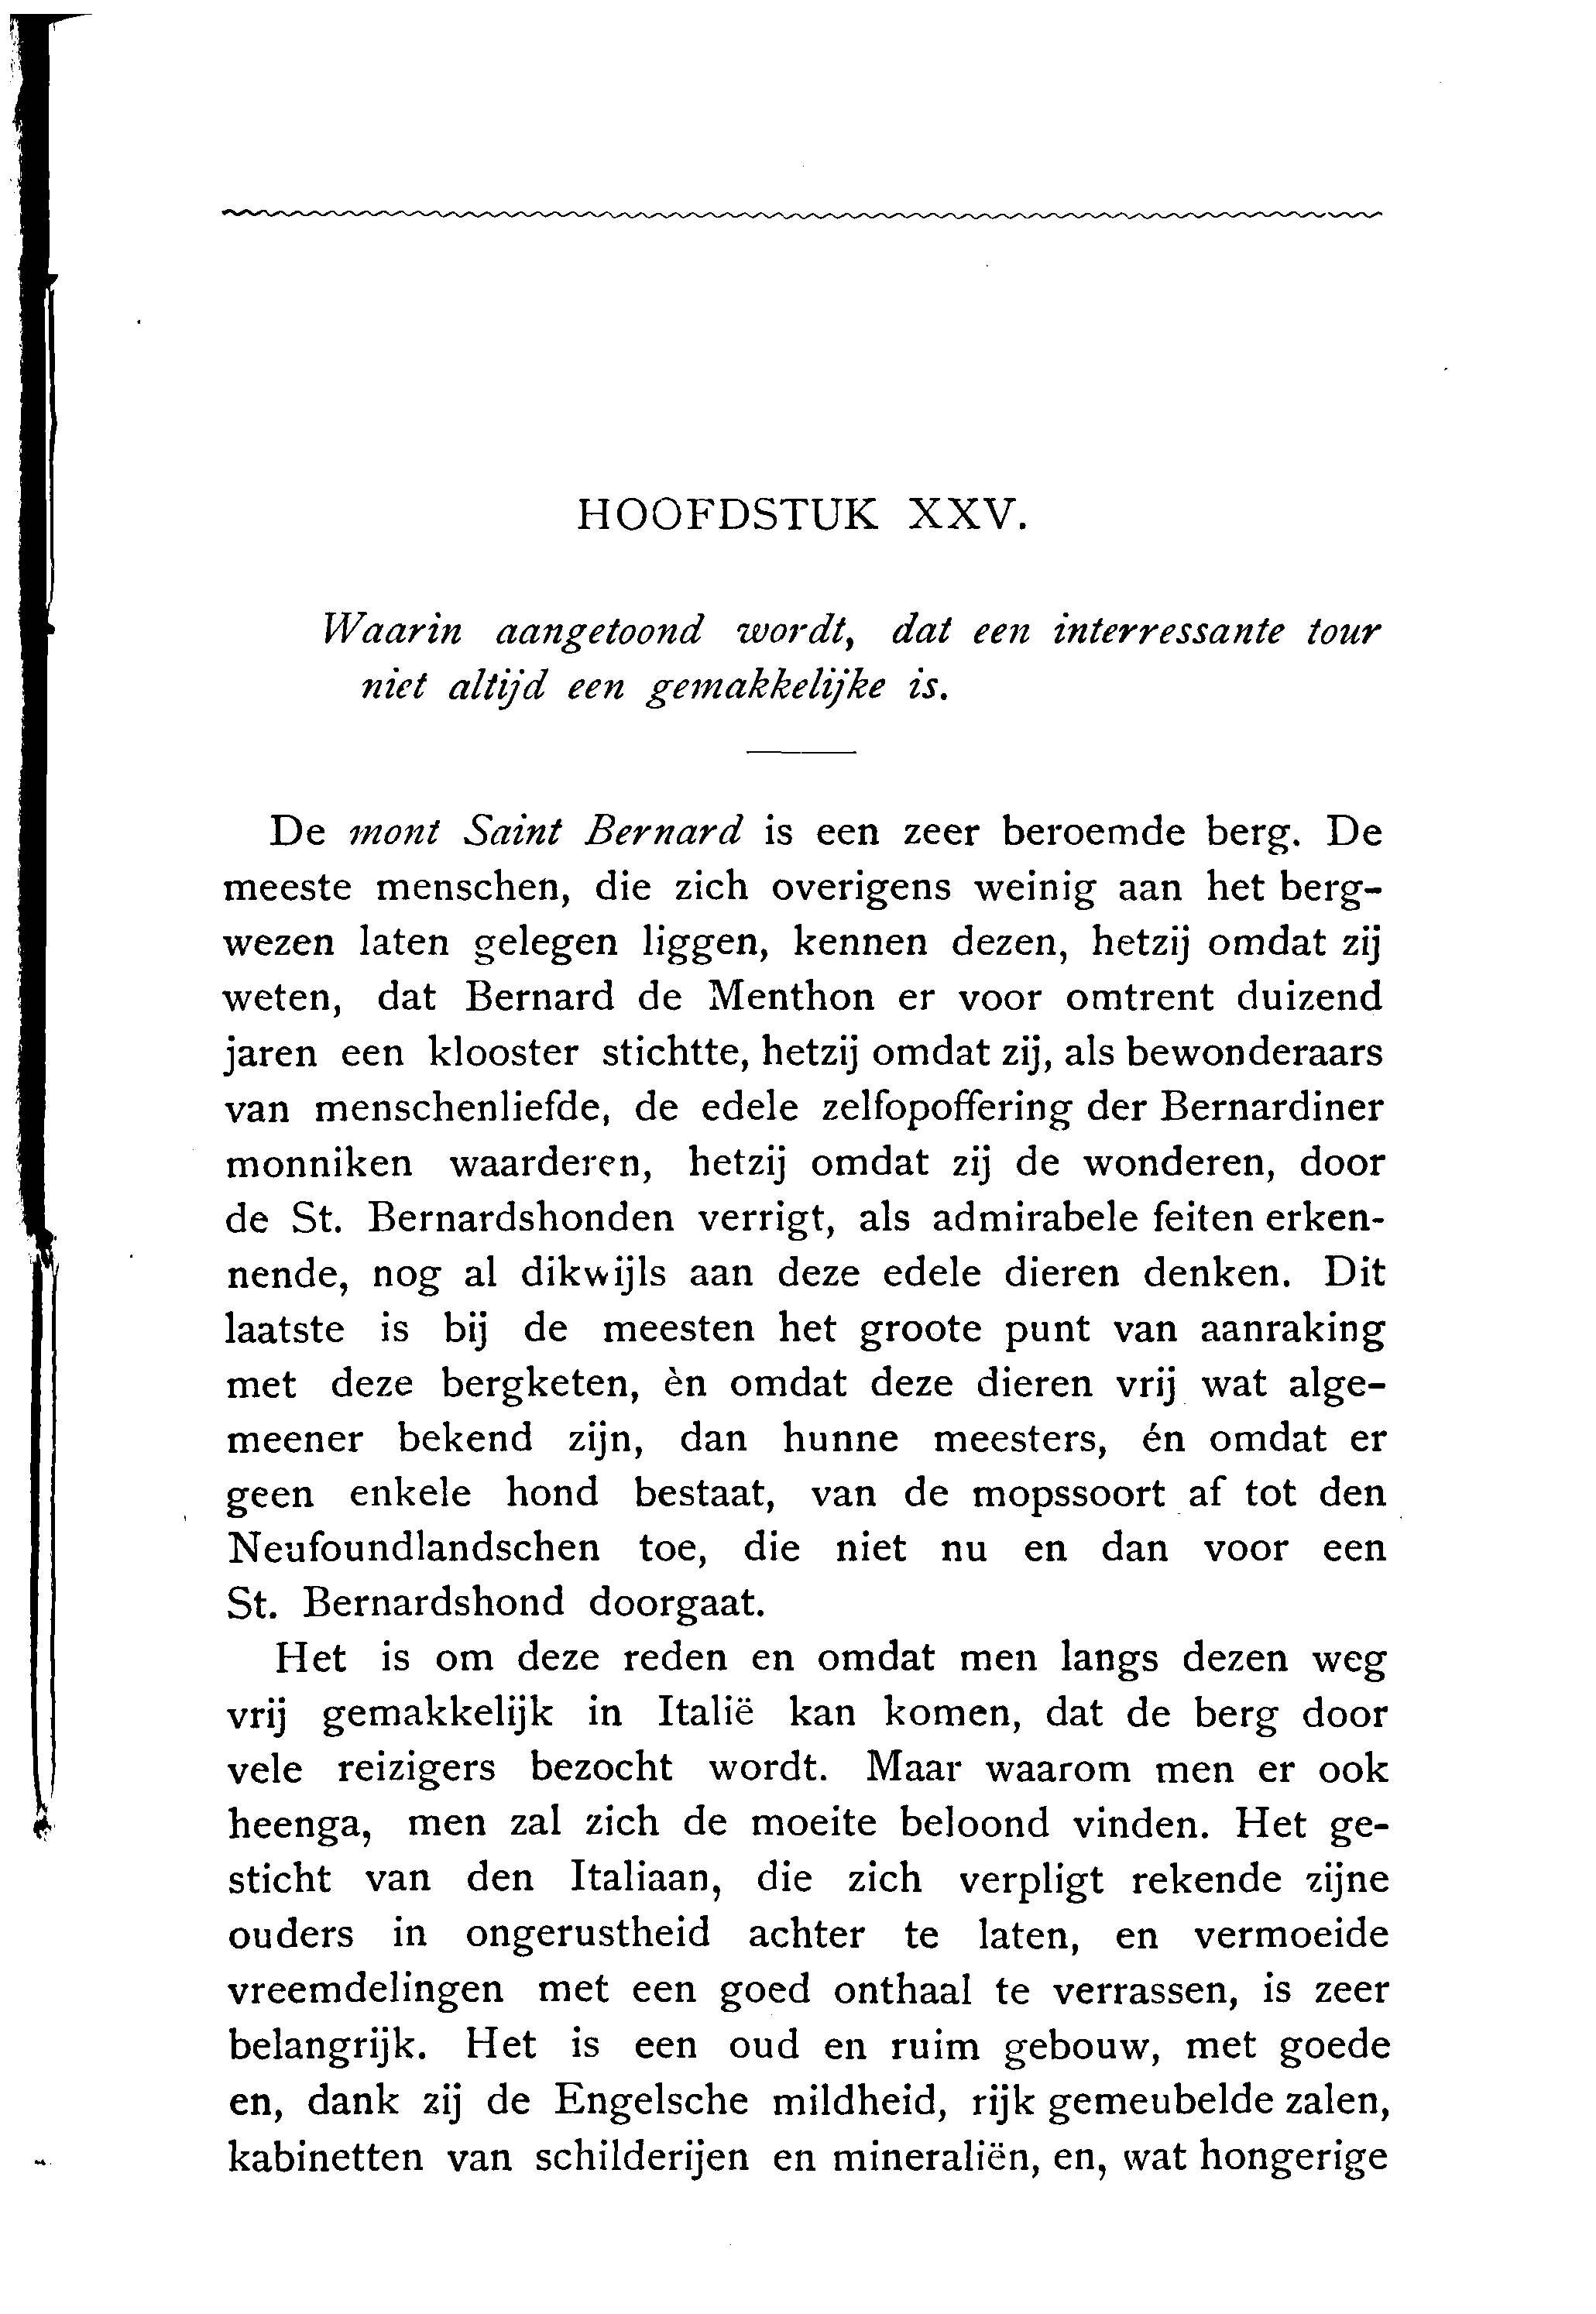 HOOFDSTUK XXV.
Waarin aangetoond wordt, dat een interressante tour
niet altijd een gemakkelijke is.
De mont Saint Bernard is een zeer beroemde berg. De
meeste menschen, die zich overigens weinig aan het berg-
wezen laten gelegen liggen, kennen dezen, hetzij omdat zij
weten, dat Bernard de Menthon er voor omtrent duizend
jaren een klooster stichtte, hetzij omdat zij, als bewonderaars
van menschenliefde, de edele zelfopoffering der Bernardiner
monniken waarderen, hetzij omdat zij de wonderen, door
de St. Bernardshonden verrigt, als admirabele feiten erken-
nende, nog al dikwijls aan deze edele dieren denken. Dit
laatste is bij de meesten het groote punt van aanraking
met deze bergketen, èn omdat deze dieren vrij wat alge-
meener bekend zijn, dan hunne meesters, én omdat er
geen enkele hond bestaat, van de mopssoort af tot den
Neufoundlandschen toe, die niet nu en dan voor een
St. Bernardshond doorgaat.
Het is om deze reden en omdat men langs dezen weg
vrij gemakkelijk in Italië kan komen, dat de berg door
vele reizigers bezocht wordt. Maar waarom men er ook
heenga, men zal zich de moeite beloond vinden. Het ge-
sticht van den Italiaan, die zich verpligt rekende zijne
ouders in ongerustheid achter te laten, en vermoeide
vreemdelingen met een goed onthaal te verrassen, is zeer
belangrijk. Het is een oud en ruim gebouw, met goede
en, dank zij de Engelsche mildheid, rijk gemeubelde zalen,
kabinetten van schilderijen en mineraliën, en, wat hongerige